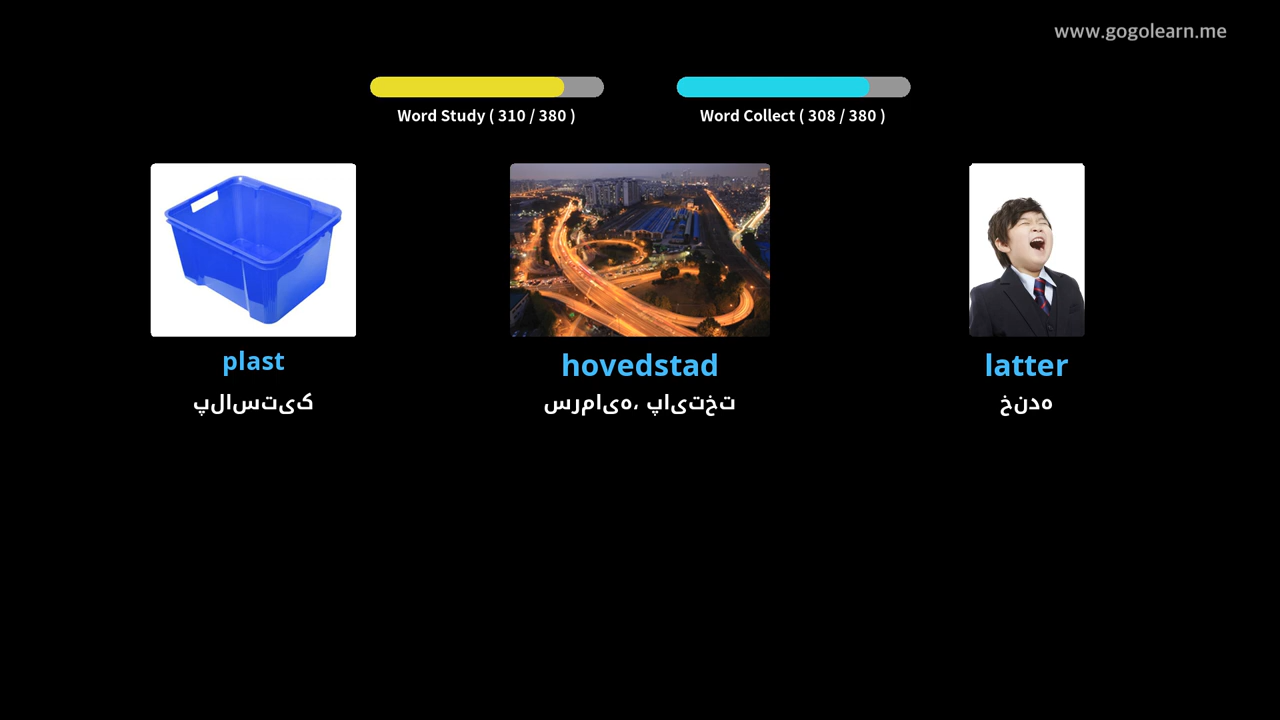 www.gogolearn.me
Word Study ( 310 / 380 )
Word Collect ( 308 / 380 )
plast
پلاستیک
hovedstad
سرمایه، پایتخت
latter
خنده